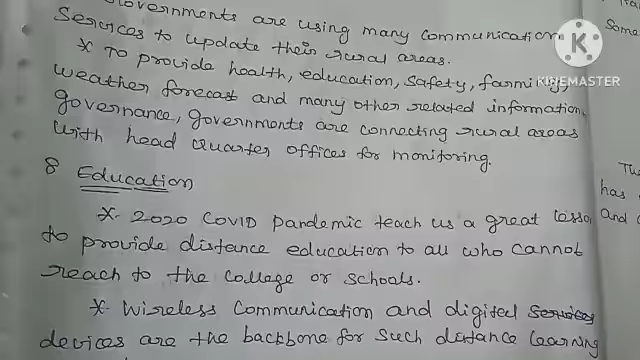 Governments are using many communication
Services to update their rural areas.
* To provide health, education, safety, farming,
weather forecast and many other related information
governance, governments are connecting rural areas
with head quarter offices for monitoring.
8 Education
* 2020 COVID pandemic teach us a great lesson
to provide distance education to all who cannot
reach to the college or schools.
* Wireless communication and digital services
devices are the backbone for such distance learning
Some
has
and
K
KINEMASTER